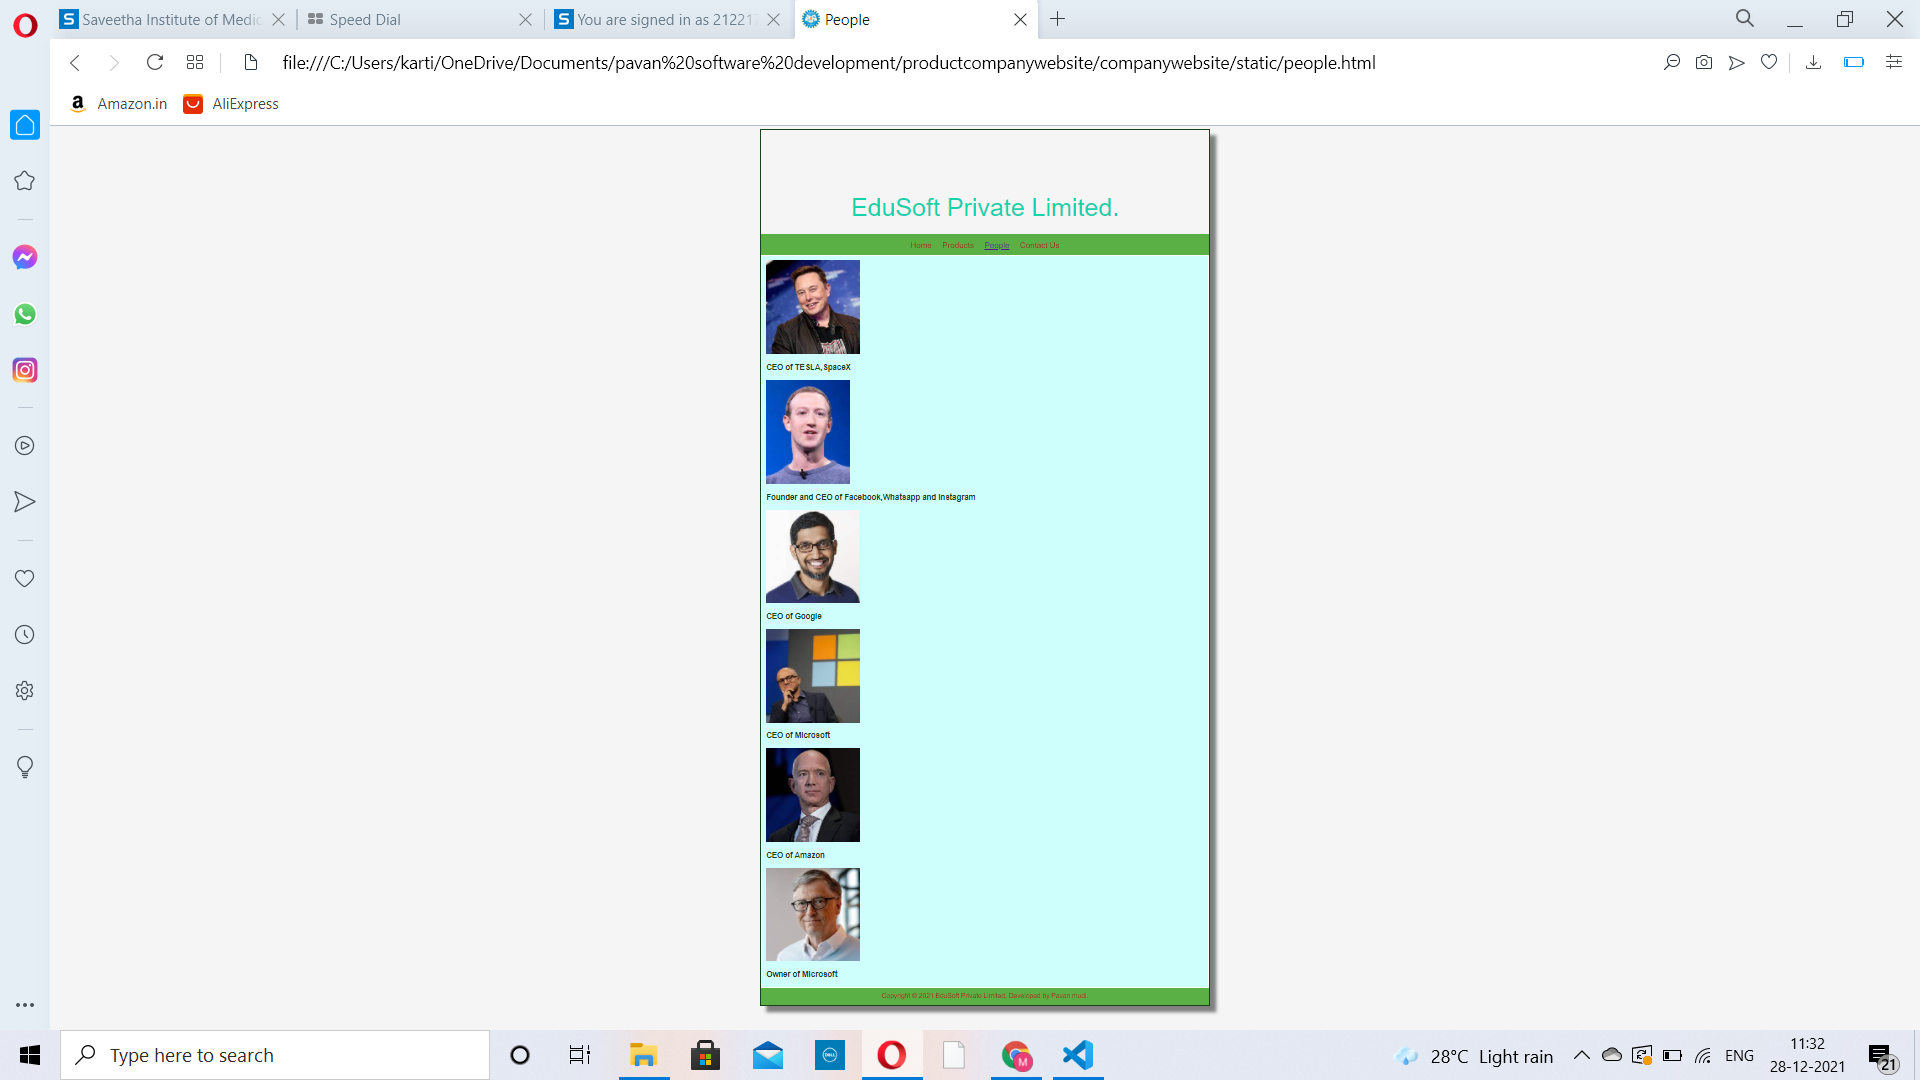 Saveetha Institute of Medic
Speed Dial
You are signed in as 21221
People
file:///C:/Users/karti/OneDrive/Documents/pavan%20software%20development/productcompanywebsite/companywebsite/static/people.html
Amazon.in
AliExpress
EduSoft Private Limited.
Home Products People Contact Us
CEO of TESLA,SpaceX
Founder and CEO of Facebook,Whatsapp and Instagram
CEO of Google
CEO of Microsoft
CEO of Amazon
Owner of Microsoft
Copyright © 2021 EduSoft Private Limited, Developed by Pavan mudi.
Type here to search
DELL
M
28°C Light rain
ENG
11:32
28-12-2021
21